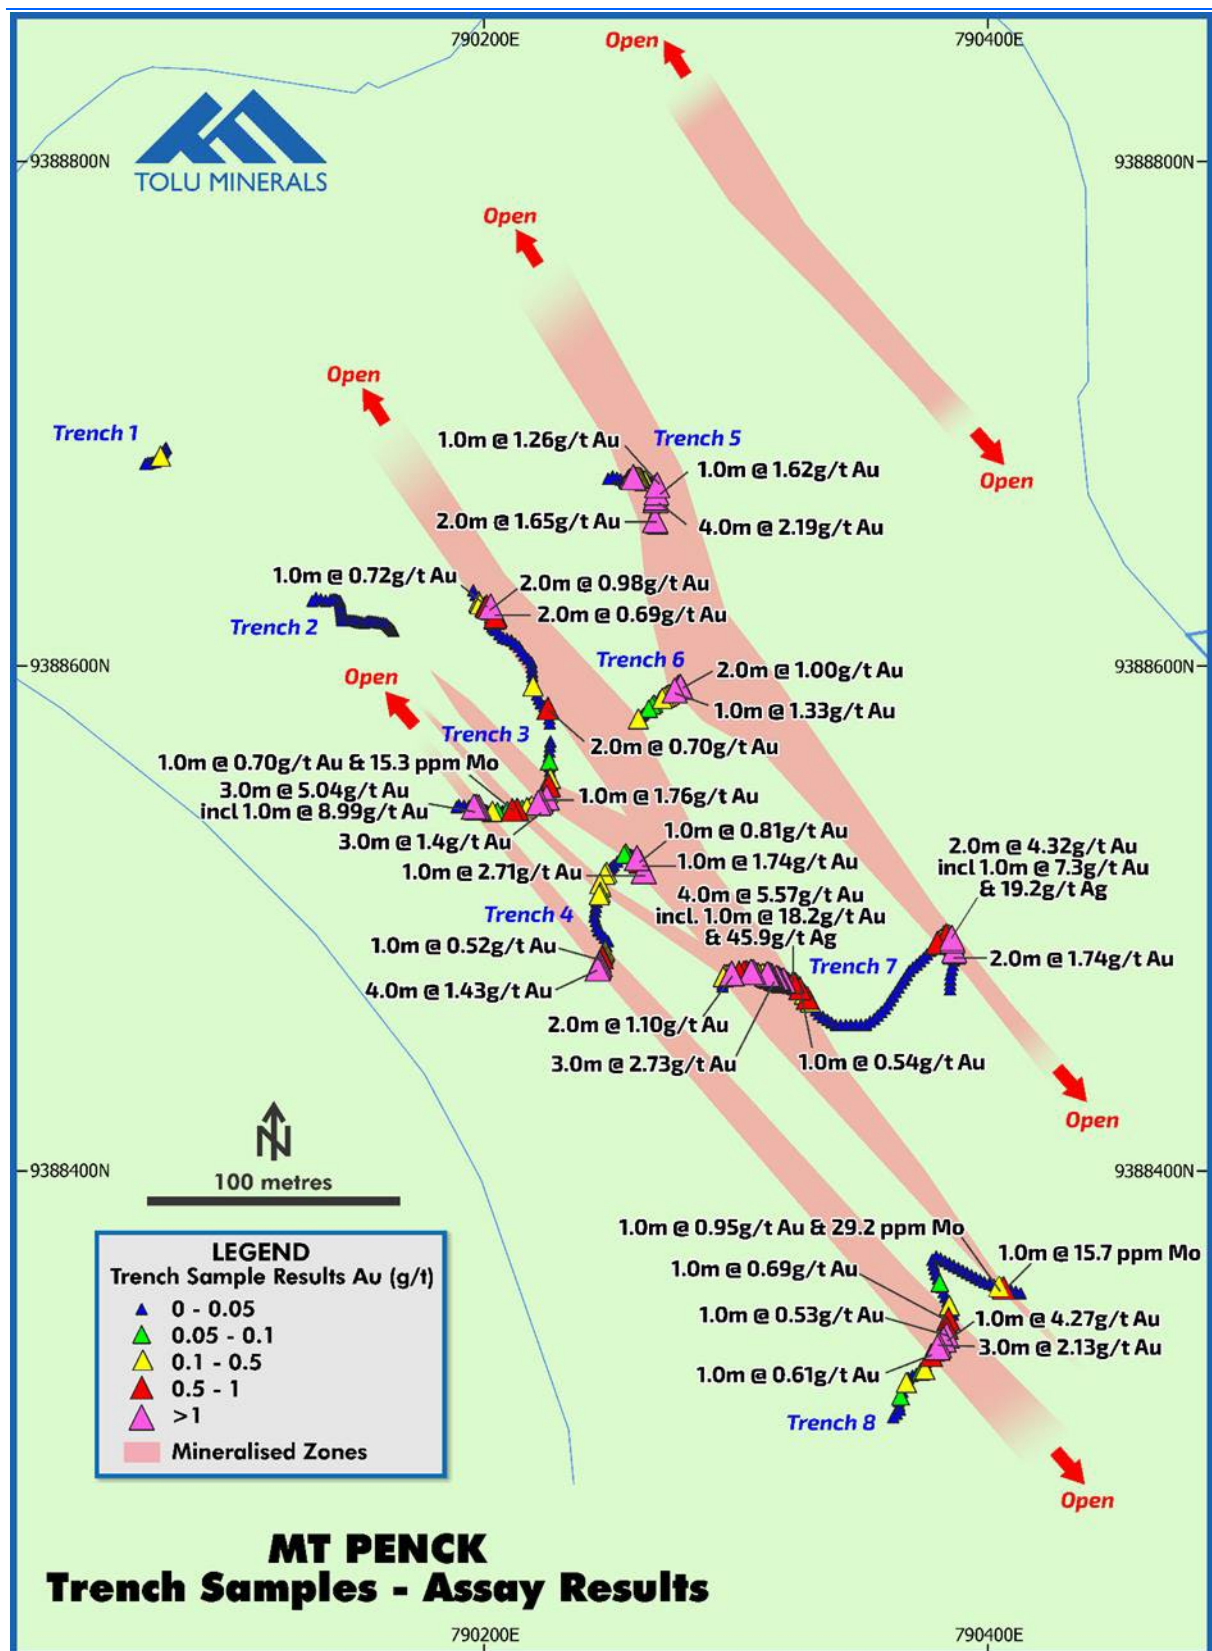 790200E
790400E
Open
9388800N
9388800N
TOLU MINERALS
Open
Open
Trench 1
1.0m @ 1.26g/t Au
Trench 5
1.0m @ 1.62g/t Au
Open
2.0m @ 1.65g/t Au
4.0m @ 2.19g/t Au
1.0m @ 0.72g/t Au
2.0m @ 0.98g/t Au
2.0m @ 0.69g/t Au
Trench 2
9388600N
9388600N
Trench 6
2.0m @ 1.00g/t Au
Open
1.0m @ 1.33g/t Au
Trench 3
2.0m @ 0.70g/t Au
1.0m @ 0.70g/t Au & 15.3 ppm Mo
3.0m @ 5.04g/t Au
incl 1.0m @ 8.99g/t Au
1.0m @ 1.76g/t Au
3.0m @ 1.4g/t Au
1.0m @ 0.81g/t Au
1.0m @ 1.74g/t Au
1.0m @ 2.71g/t Au
2.0m @ 4.32g/t Au
incl 1.0m @ 7.3g/t Au
& 19.2g/t Ag
4.0m @ 5.57g/t Au
incl. 1.0m @ 18.2g/t Au
& 45.9g/t Ag
Trench 4
1.0m @ 0.52g/t Au
Trench 7
2.0m @ 1.74g/t Au
4.0m @ 1.43g/t Au
2.0m @ 1.10g/t Au
3.0m @ 2.73g/t Au
1.0m @ 0.54g/t Au
Open
N
9388400N
9388400N
100 metres
1.0m @ 0.95g/t Au & 29.2 ppm Mo
1.0m @ 15.7 ppm Mo
1.0m @ 0.69g/t Au
1.0m @ 0.53g/t Au
1.0m @ 4.27g/t Au
3.0m @ 2.13g/t Au
1.0m @ 0.61g/t Au
Trench 8
Open
LEGEND
Trench Sample Results Au (g/t)
0 - 0.05
0.05 - 0.1
0.1 - 0.5
0.5 - 1
>1
Mineralised Zones
MT PENCK
Trench Samples - Assay Results
790200E
790400E